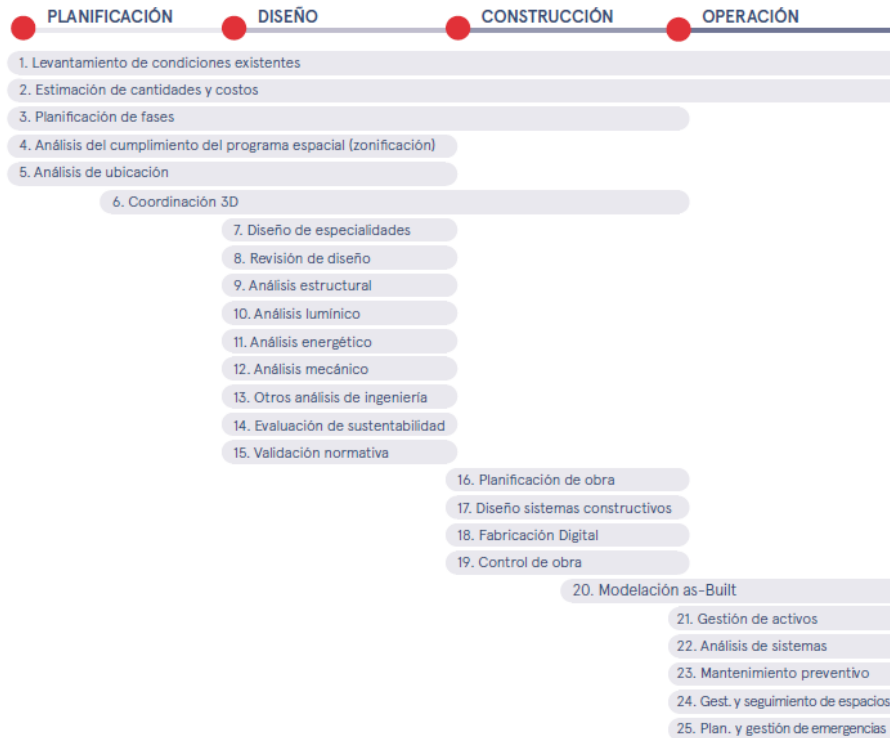 PLANIFICACIÓN
DISEÑO
CONSTRUCCIÓN
OPERACIÓN
1. Levantamiento de condiciones existentes
2. Estimación de cantidades y costos
3. Planificación de fases
4. Análisis del cumplimiento del programa espacial (zonificación)
5. Análisis de ubicación
6. Coordinación 3D
7. Diseño de especialidades
8. Revisión de diseño
9. Análisis estructural
10. Análisis lumínico
11. Análisis energético
12. Análisis mecánico
13. Otros análisis de ingeniería
14. Evaluación de sustentabilidad
15. Validación normativa
16. Planificación de obra
17. Diseño sistemas constructivos
18. Fabricación Digital
19. Control de obra
20. Modelación as-Built
21. Gestión de activos
22. Análisis de sistemas
23. Mantenimiento preventivo
24. Gest. y seguimiento de espacios
25. Plan. y gestión de emergencias